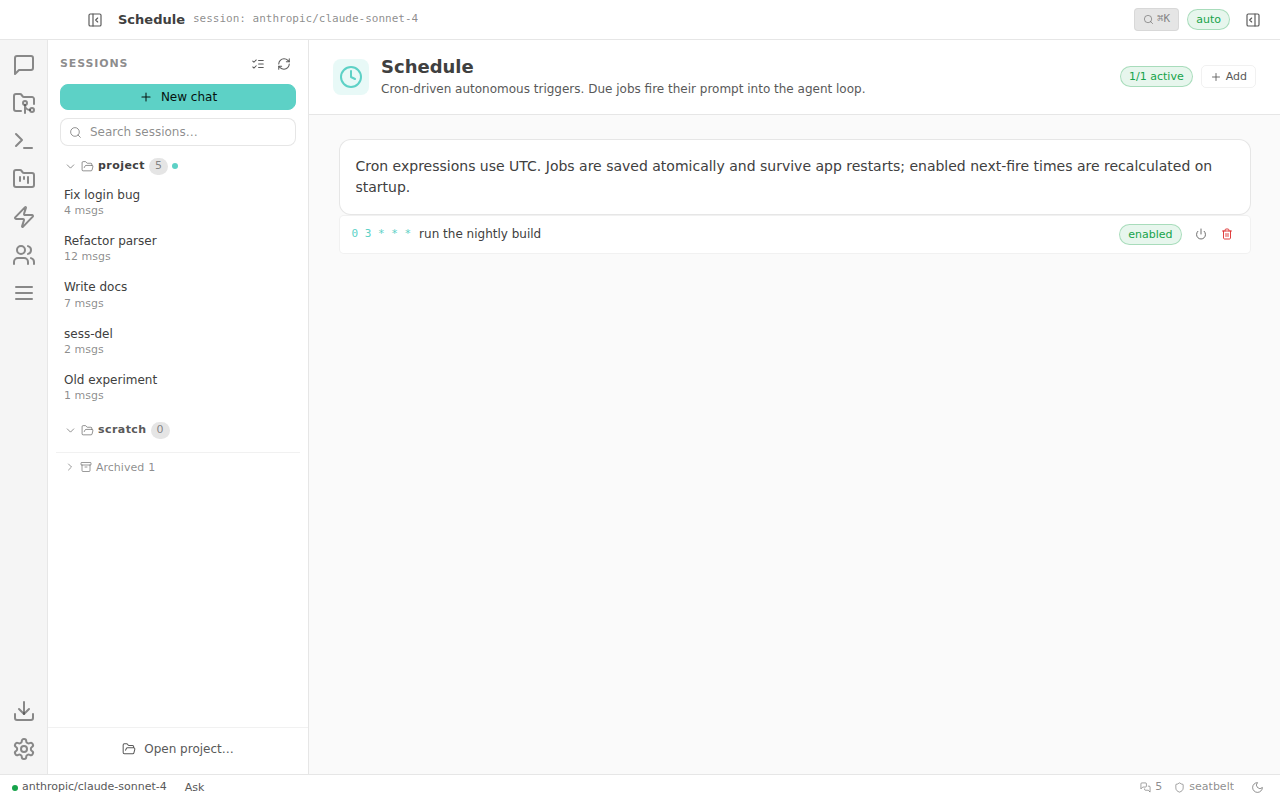 Schedule session: anthropic/claude-sonnet-4
⌘K auto
SESSIONS
New chat
Search sessions…
project 5
Fix login bug
4 msgs
Refactor parser
12 msgs
Write docs
7 msgs
sess-del
2 msgs
Old experiment
1 msgs
scratch 0
Archived 1
Open project…
Schedule
Cron-driven autonomous triggers. Due jobs fire their prompt into the agent loop.
1/1 active Add
Cron expressions use UTC. Jobs are saved atomically and survive app restarts; enabled next-fire times are recalculated on
startup.
0 3 * * * run the nightly build enabled
anthropic/claude-sonnet-4 Ask 5 seatbelt